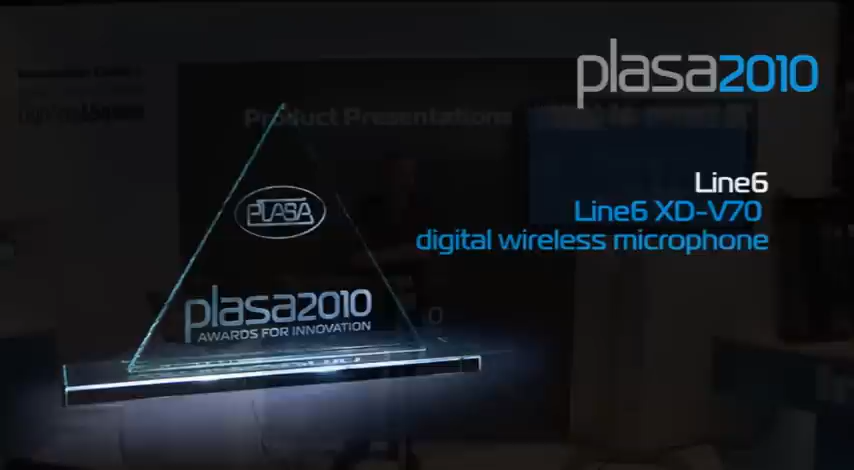 plasa2010
Product Presentations
Line6
Line6 XD-V70
digital wireless microphone
PLASA
plasa2010
AWARDS FOR INNOVATION